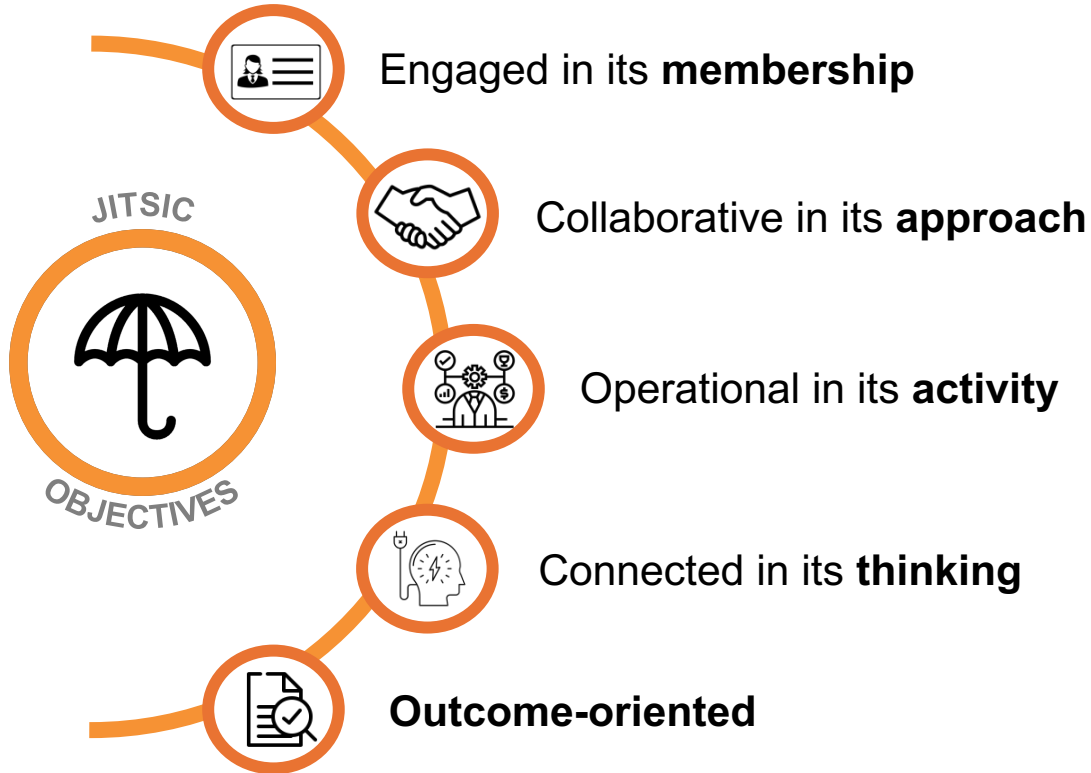 Engaged in its membership
JITSIC
Collaborative in its approach
Operational in its activity
OBJECTIVES
Connected in its thinking
Outcome-oriented